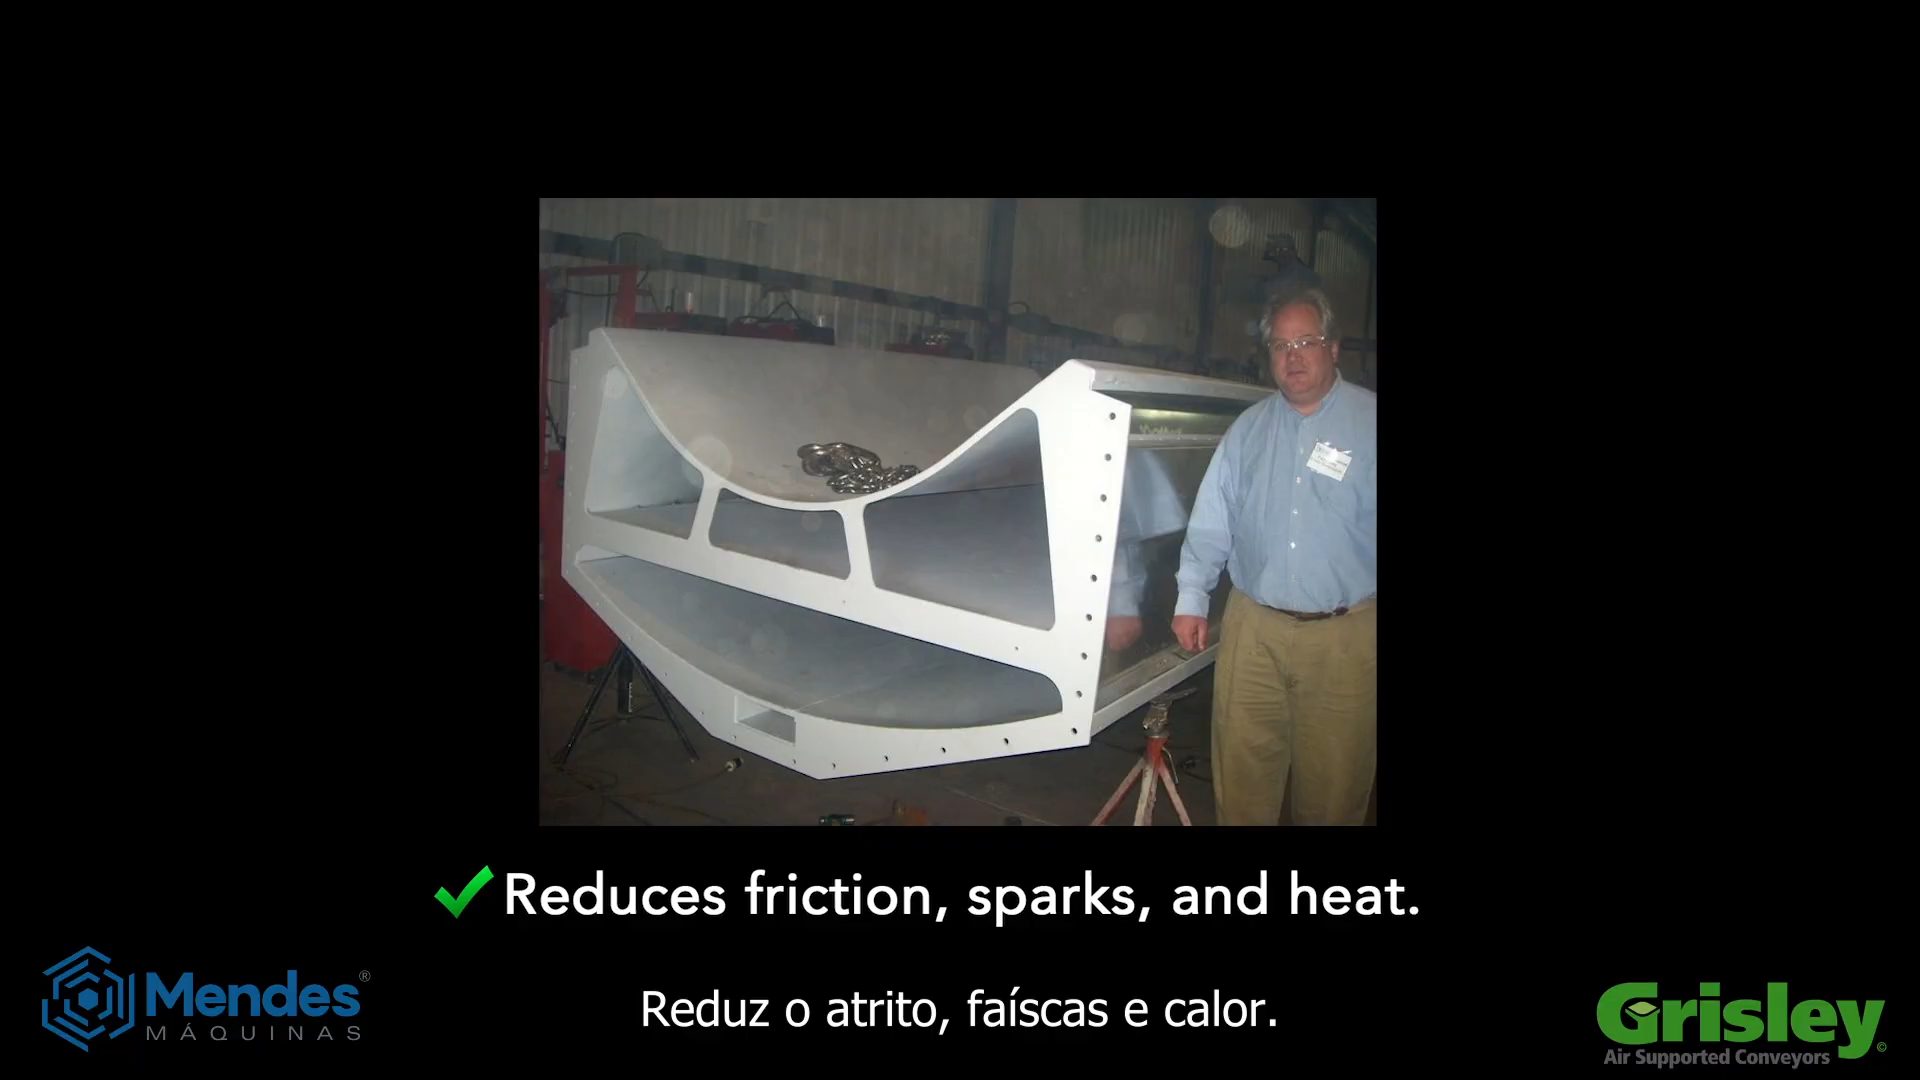 Reduces friction, sparks, and heat.
Mendes®
MÁQUINAS
Reduz o atrito, faíscas e calor.
Grisley©
Air Supported Conveyors